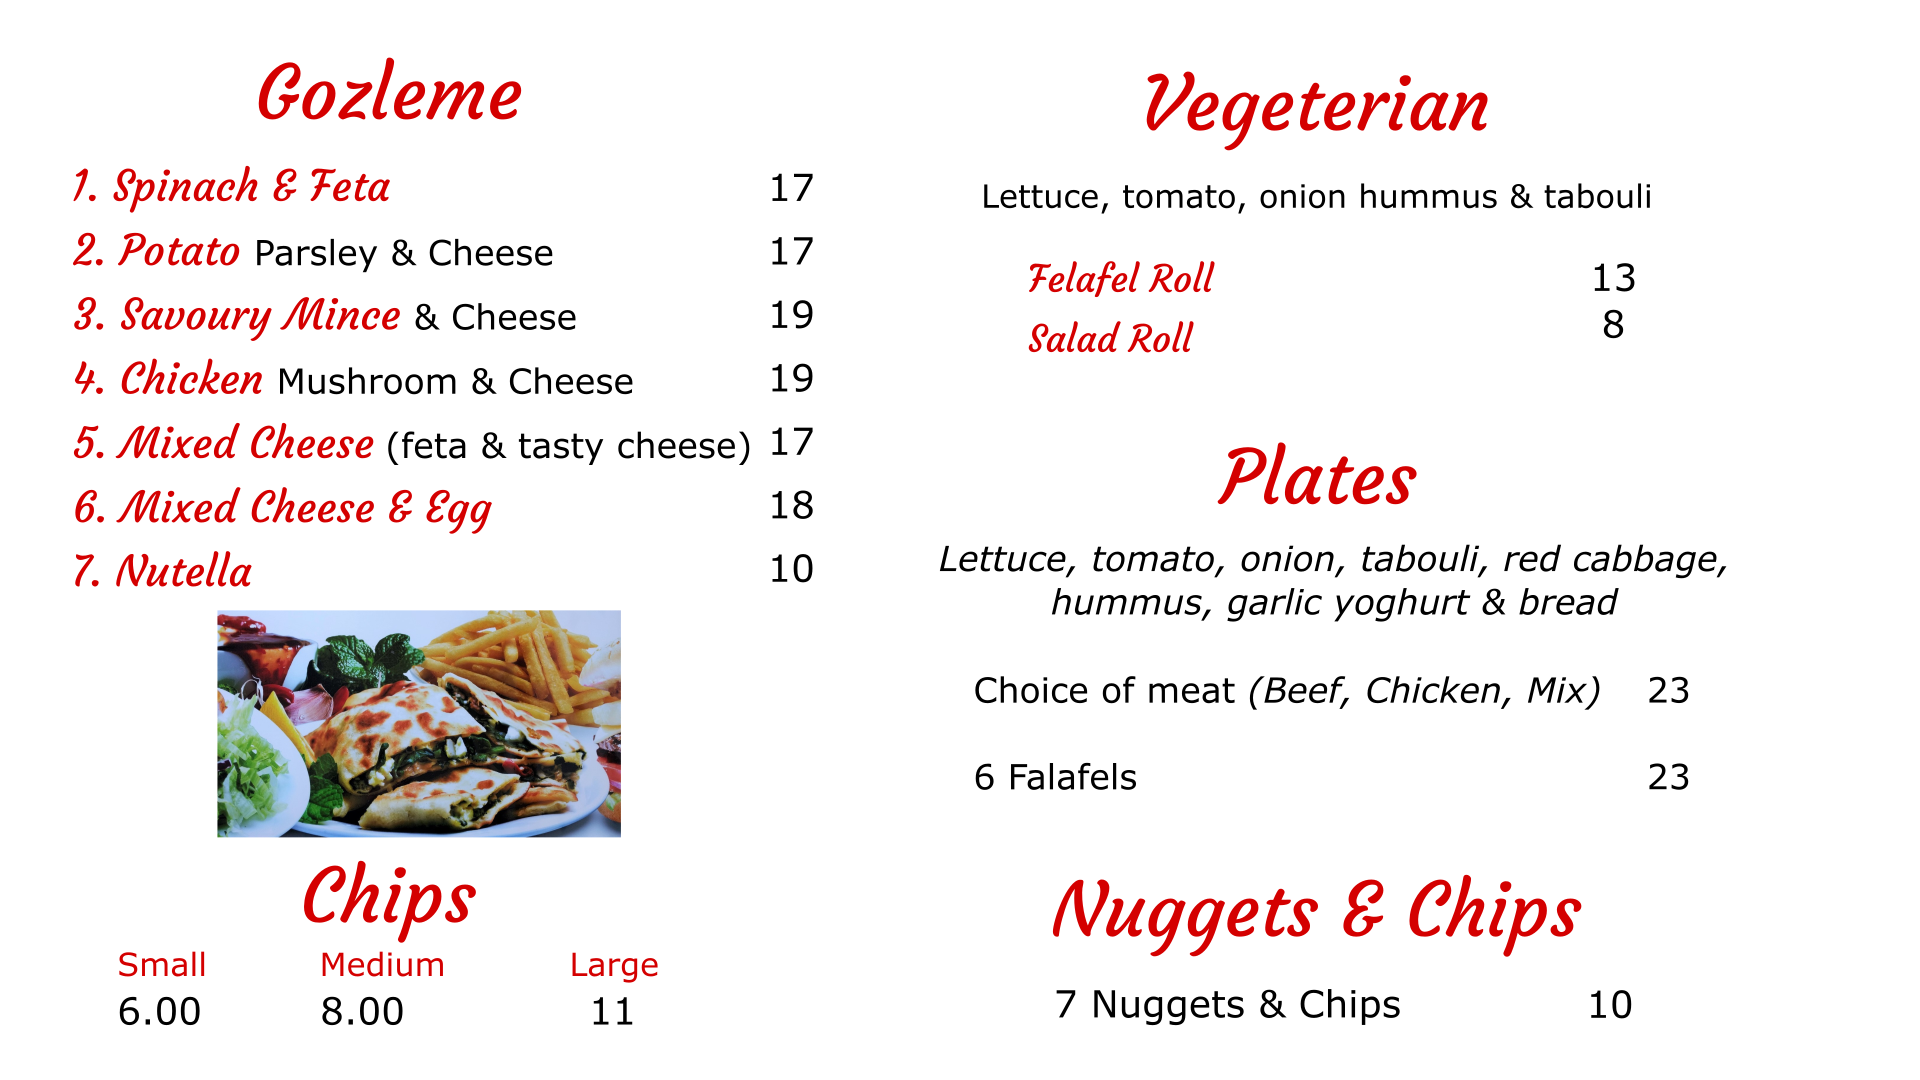 Gozleme
1. Spinach & Feta 17
2. Potato Parsley & Cheese 17
3. Savoury Mince & Cheese 19
4. Chicken Mushroom & Cheese 19
5. Mixed Cheese (feta & tasty cheese) 17
6. Mixed Cheese & Egg 18
7. Nutella 10
Chips
Small Medium Large
6.00 8.00 11
Vegeterian
Lettuce, tomato, onion hummus & tabouli
Felafel Roll 13
Salad Roll 8
Plates
Lettuce, tomato, onion, tabouli, red cabbage,
hummus, garlic yoghurt & bread
Choice of meat (Beef, Chicken, Mix) 23
6 Falafels 23
Nuggets & Chips
7 Nuggets & Chips 10